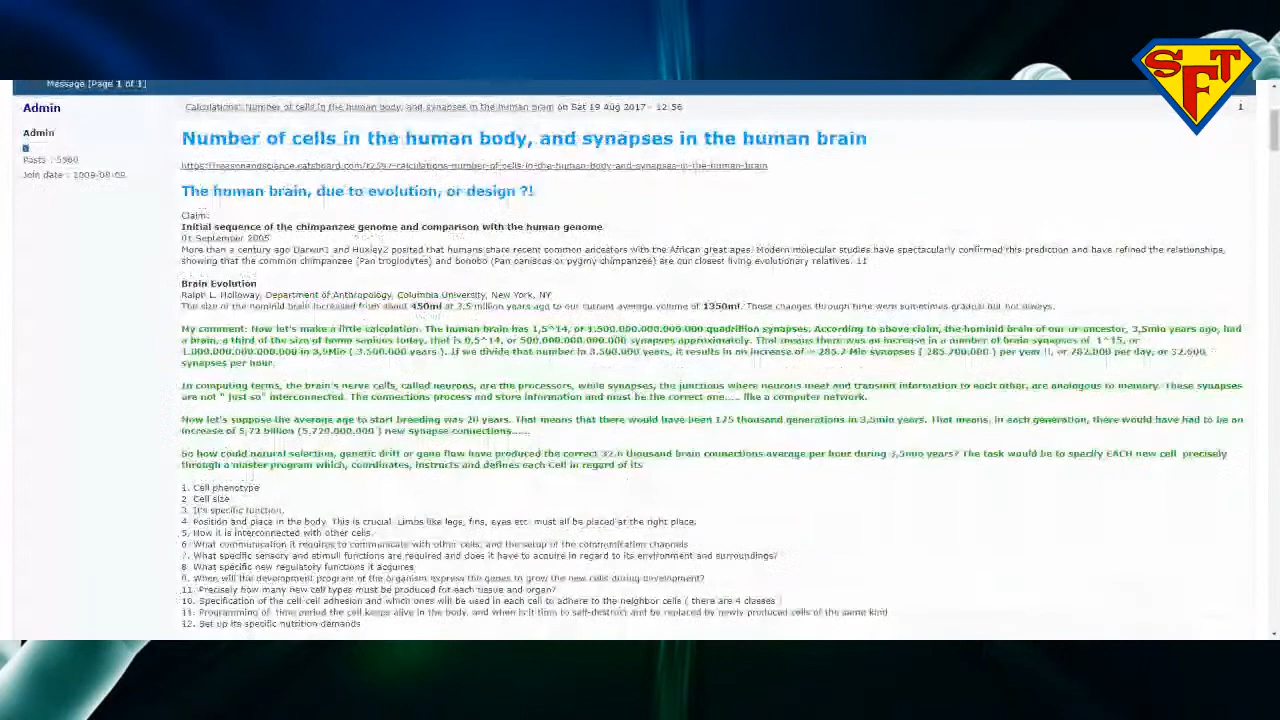 Message [Page 1 of 1]
SFT
Admin
Calculations: Number of cells in the human body, and synapses in the human brain on Sat 19 Aug 2017 - 12:56
1
Number of cells in the human body, and synapses in the human brain
Admin
Posts : 5960
https://reasonandscience.catsboard.com/t2597-calculations-number-of-cells-in-the-human-body-and-synapses-in-the-human-brain
Join date : 2009-08-09
The human brain, due to evolution, or design ?!
Claim:
Initial sequence of the chimpanzee genome and comparison with the human genome
01 September 2005
More than a century ago Darwin1 and Huxley2 posited that humans share recent common ancestors with the African great apes. Modern molecular studies have spectacularly confirmed this prediction and have refined the relationships,
showing that the common chimpanzee (Pan troglodytes) and bonobo (Pan paniscus or pygmy chimpanzee) are our closest living evolutionary relatives. 11
Brain Evolution
Ralph L. Holloway, Department of Anthropology, Columbia University, New York, NY
The size of the hominid brain increased from about 450ml at 3.5 million years ago to our current average volume of 1350ml. These changes through time were sometimes gradual but not always.
My comment: Now let's make a little calculation. The human brain has 1,5^14, or 1.500.000.000.000.000 quadrillion synapses. According to above claim, the hominid brain of our ur-ancestor, 3,5mio years ago, had
a brain, a third of the size of homo sapiens today, that is 0,5^14, or 500.000.000.000.000 synapses approximately. That means there was an increase in a number of brain synapses of 1^15, or
1.000.000.000.000.000 in 3,5Mio ( 3.500.000 years ). If we divide that number in 3.500.000 years, it results in an increase of = 285.7 Mio synapses ( 285.700.000 ) per year !!, or 782.000 per day, or 32.600,
synapses per hour.
In computing terms, the brain's nerve cells, called neurons, are the processors, while synapses, the junctions where neurons meet and transmit information to each other, are analogous to memory. These synapses
are not " just so" interconnected. The connections process and store information and must be the correct one..... like a computer network.
Now let's suppose the average age to start breeding was 20 years. That means that there would have been 175 thousand generations in 3,5mio years. That means, in each generation, there would have had to be an
increase of 5,72 billion (5.720.000.000 ) new synapse connections......
So how could natural selection, genetic drift or gene flow have produced the correct 32.6 thousand brain connections average per hour during 3,5mio years? The task would be to specify EACH new cell precisely
through a master program which, coordinates, instructs and defines each Cell in regard of its
1. Cell phenotype
2. Cell size
3. It's specific function,
4. Position and place in the body. This is crucial. Limbs like legs, fins, eyes etc. must all be placed at the right place.
5. How it is interconnected with other cells.
6. What communication it requires to communicate with other cells, and the setup of the communication channels
7. What specific sensory and stimuli functions are required and does it have to acquire in regard to its environment and surroundings?
8. What specific new regulatory functions it acquires
9. When will the development program of the organism express the genes to grow the new cells during development?
11. Precisely how many new cell types must be produced for each tissue and organ?
10. Specification of the cell-cell adhesion and which ones will be used in each cell to adhere to the neighbor cells ( there are 4 classes
11. Programming of time period the cell keeps alive in the body, and when is it time to self-destruct and be replaced by newly produced cells of the same kind
12. Set up its specific nutrition demands